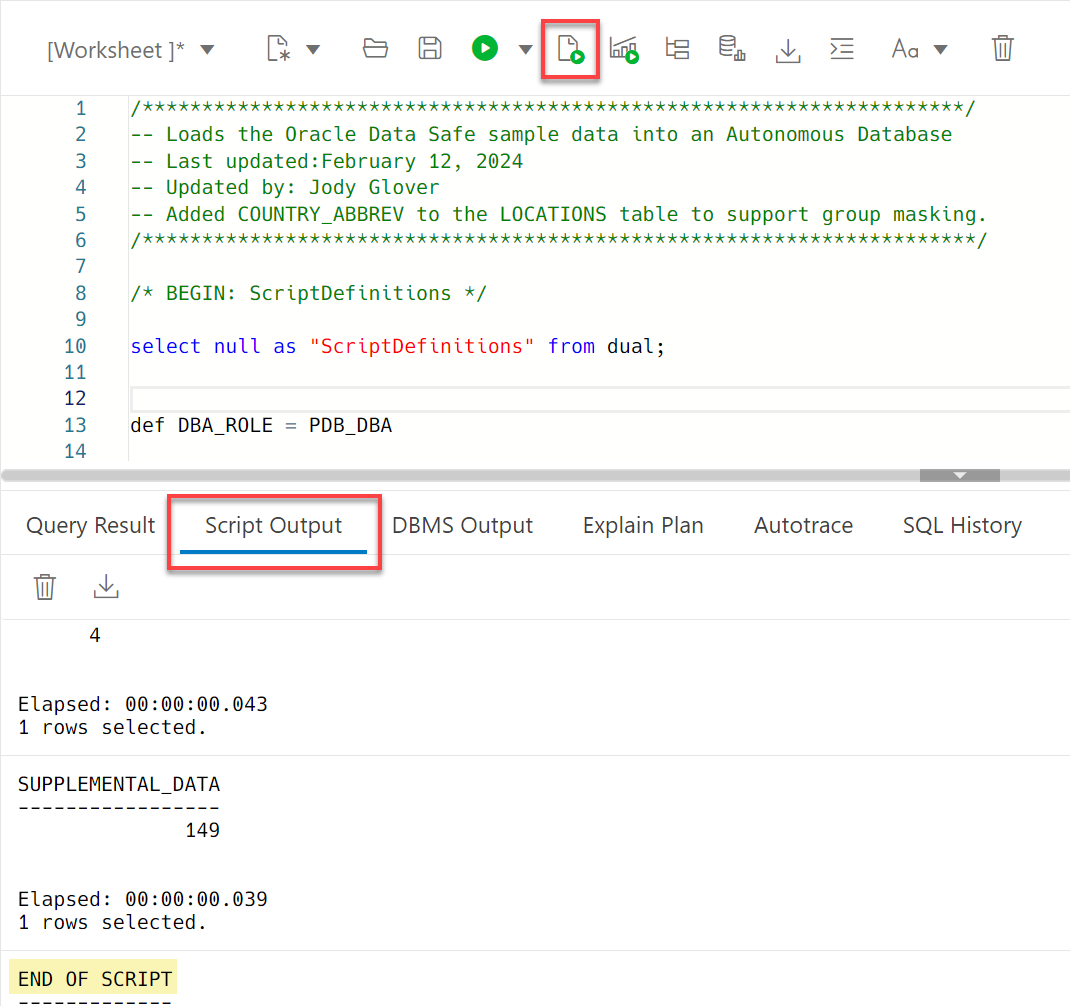 [Worksheet ]*
Aa
1 /*********************************************************************/
2 -- Loads the Oracle Data Safe sample data into an Autonomous Database
3 -- Last updated:February 12, 2024
4 -- Updated by: Jody Glover
5 -- Added COUNTRY_ABBREV to the LOCATIONS table to support group masking.
6 /**********************************************************************/
7
8 /* BEGIN: ScriptDefinitions */
9
10 select null as "ScriptDefinitions" from dual;
11
12
13 def DBA_ROLE = PDB_DBA
14
Query Result Script Output DBMS Output Explain Plan Autotrace SQL History
4
Elapsed: 00:00:00.043
1 rows selected.
SUPPLEMENTAL_DATA
-----------------
149
Elapsed: 00:00:00.039
1 rows selected.
END OF SCRIPT
-------------